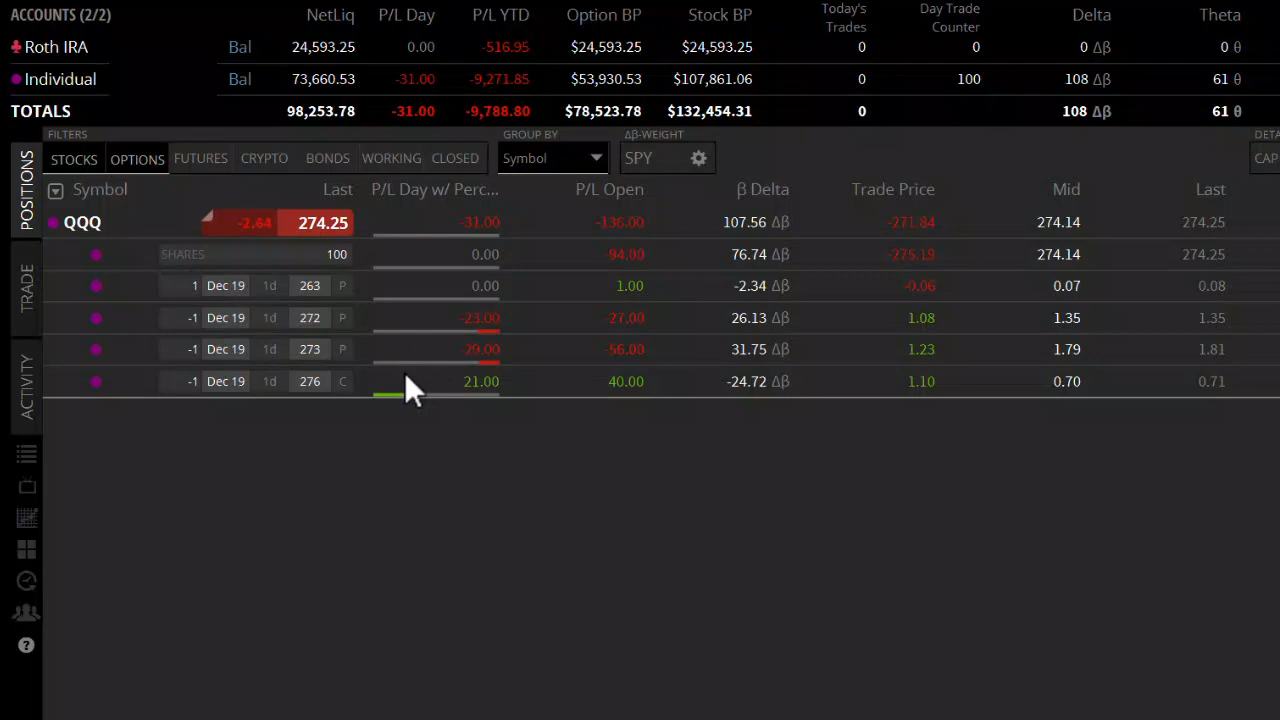 ACCOUNTS (2/2) NetLiq P/L Day P/L YTD Option BP Stock BP Today's Trades Day Trade Counter Delta Theta
Roth IRA Bal 24,593.25 0.00 -516.95 $24,593.25 $24,593.25 0 0 0 Δβ 0 θ
Individual Bal 73,660.53 -31.00 -9,271.85 $53,930.53 $107,861.06 0 100 108 Δβ 61 θ
TOTALS 98,253.78 -31.00 -9,788.80 $78,523.78 $132,454.31 0 108 Δβ 61 θ
FILTERS GROUP BY Δβ-WEIGHT DETA
STOCKS OPTIONS FUTURES CRYPTO BONDS WORKING CLOSED Symbol SPY CAP
POSITIONS
TRADE
ACTIVITY
Symbol Last P/L Day w/ Perc... P/L Open β Delta Trade Price Mid Last
QQQ -2.64 274.25 -31.00 -136.00 107.56 Δβ -271.84 274.14 274.25
SHARES 100 0.00 -94.00 76.74 Δβ -275.19 274.14 274.25
1 Dec 19 1d 263 P 0.00 1.00 -2.34 Δβ -0.06 0.07 0.08
-1 Dec 19 1d 272 P -23.00 -27.00 26.13 Δβ 1.08 1.35 1.35
-1 Dec 19 1d 273 P -29.00 -56.00 31.75 Δβ 1.23 1.79 1.81
-1 Dec 19 1d 276 C 21.00 40.00 -24.72 Δβ 1.10 0.70 0.71
?